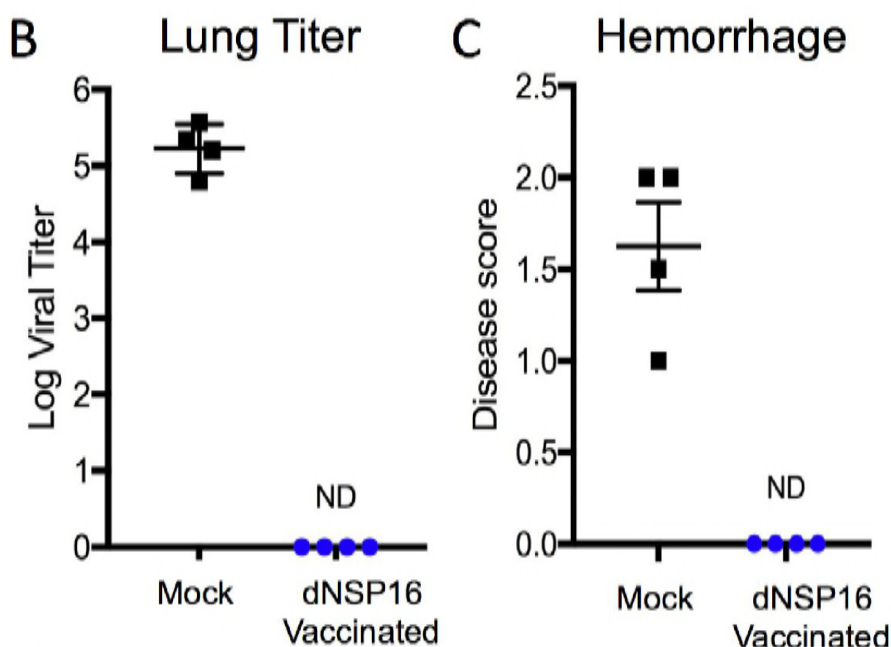 B Lung Titer
Log Viral Titer
6
5
4
3
2
1
0
ND
Mock
dNSP16
Vaccinated
C Hemorrhage
Disease score
2.5
2.0
1.5
1.0
0.5
0.0
ND
Mock
dNSP16
Vaccinated